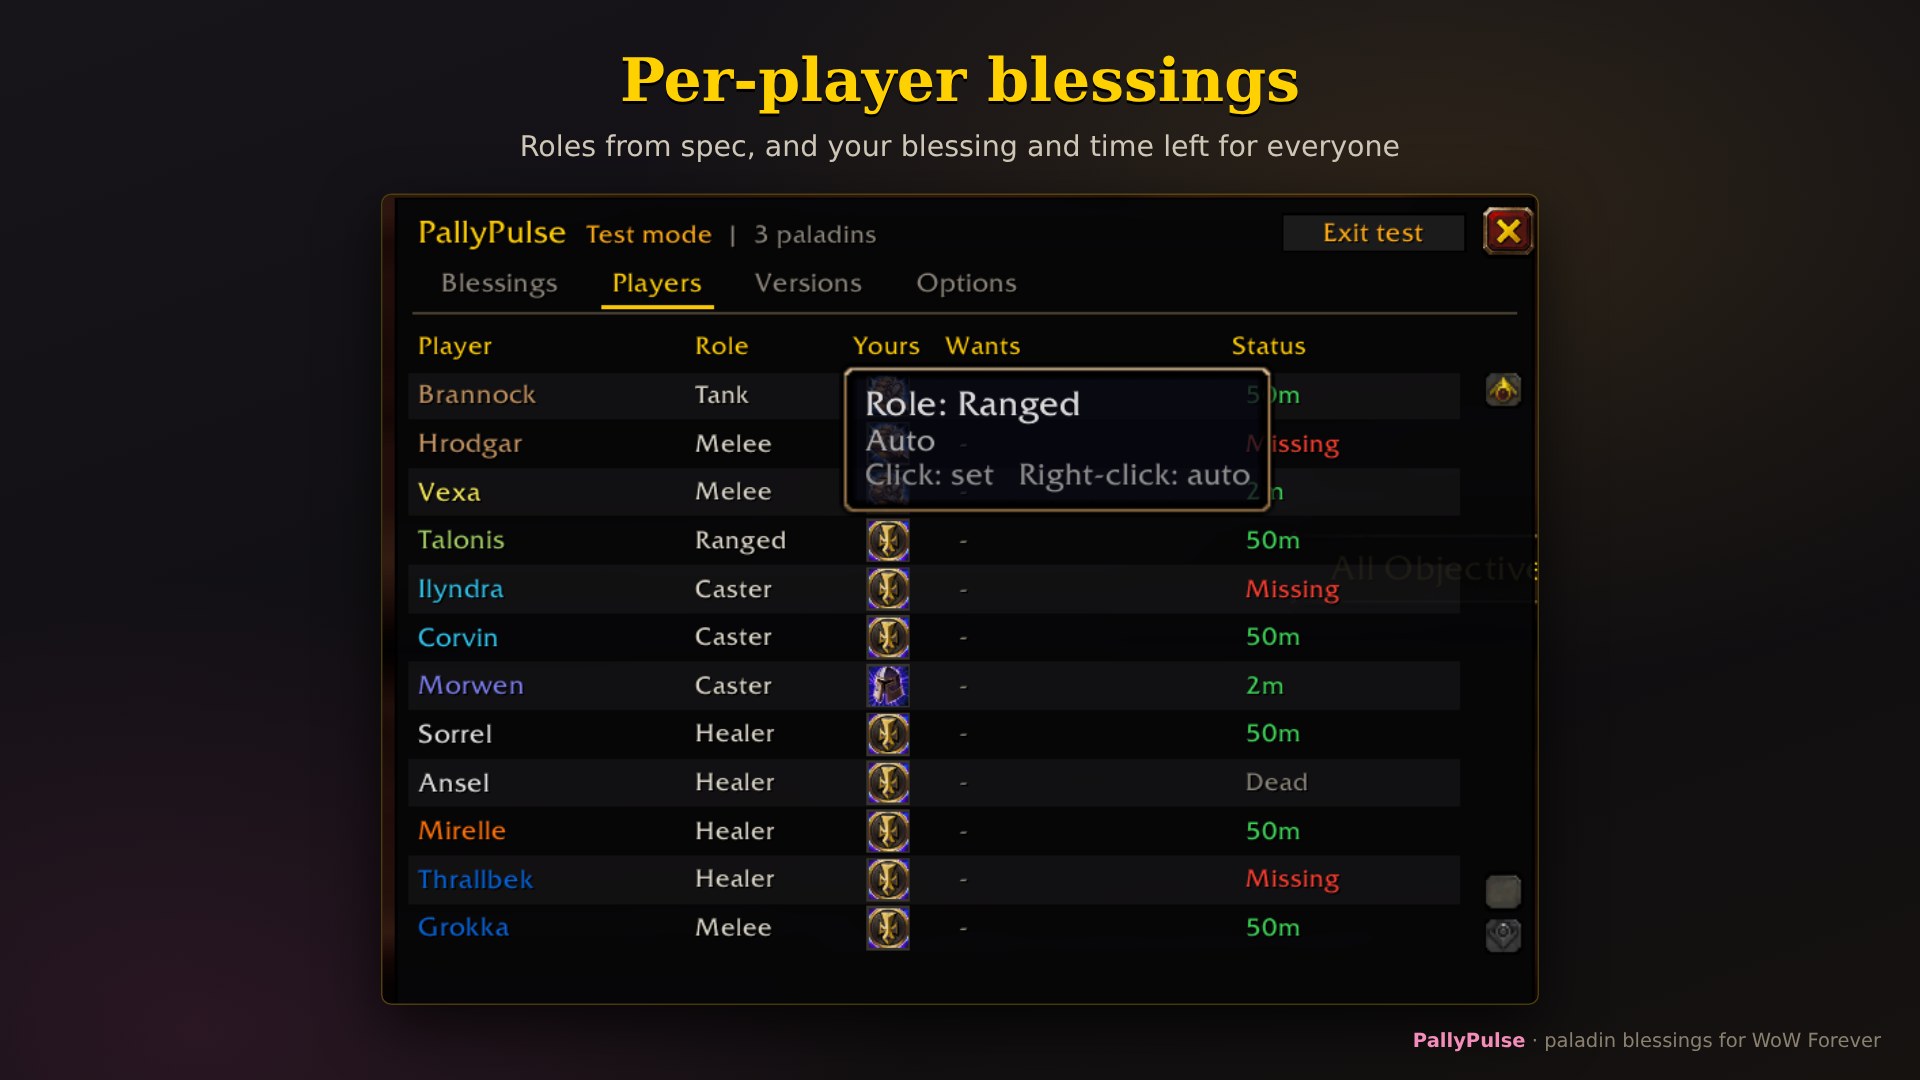 Per-player blessings
Roles from spec, and your blessing and time left for everyone
PallyPulse Test mode | 3 paladins Exit test
Blessings Players Versions Options
Player Role Yours Wants Status
Brannock Tank
Role: Ranged
Auto
Click: set Right-click: auto
Hrodgar Melee - Missing
Vexa Melee
Talonis Ranged - 50m
Ilyndra Caster - Missing
All Objective
Corvin Caster - 50m
Morwen Caster - 2m
Sorrel Healer - 50m
Ansel Healer - Dead
Mirelle Healer - 50m
Thrallbek Healer - Missing
Grokka Melee - 50m
PallyPulse · paladin blessings for WoW Forever